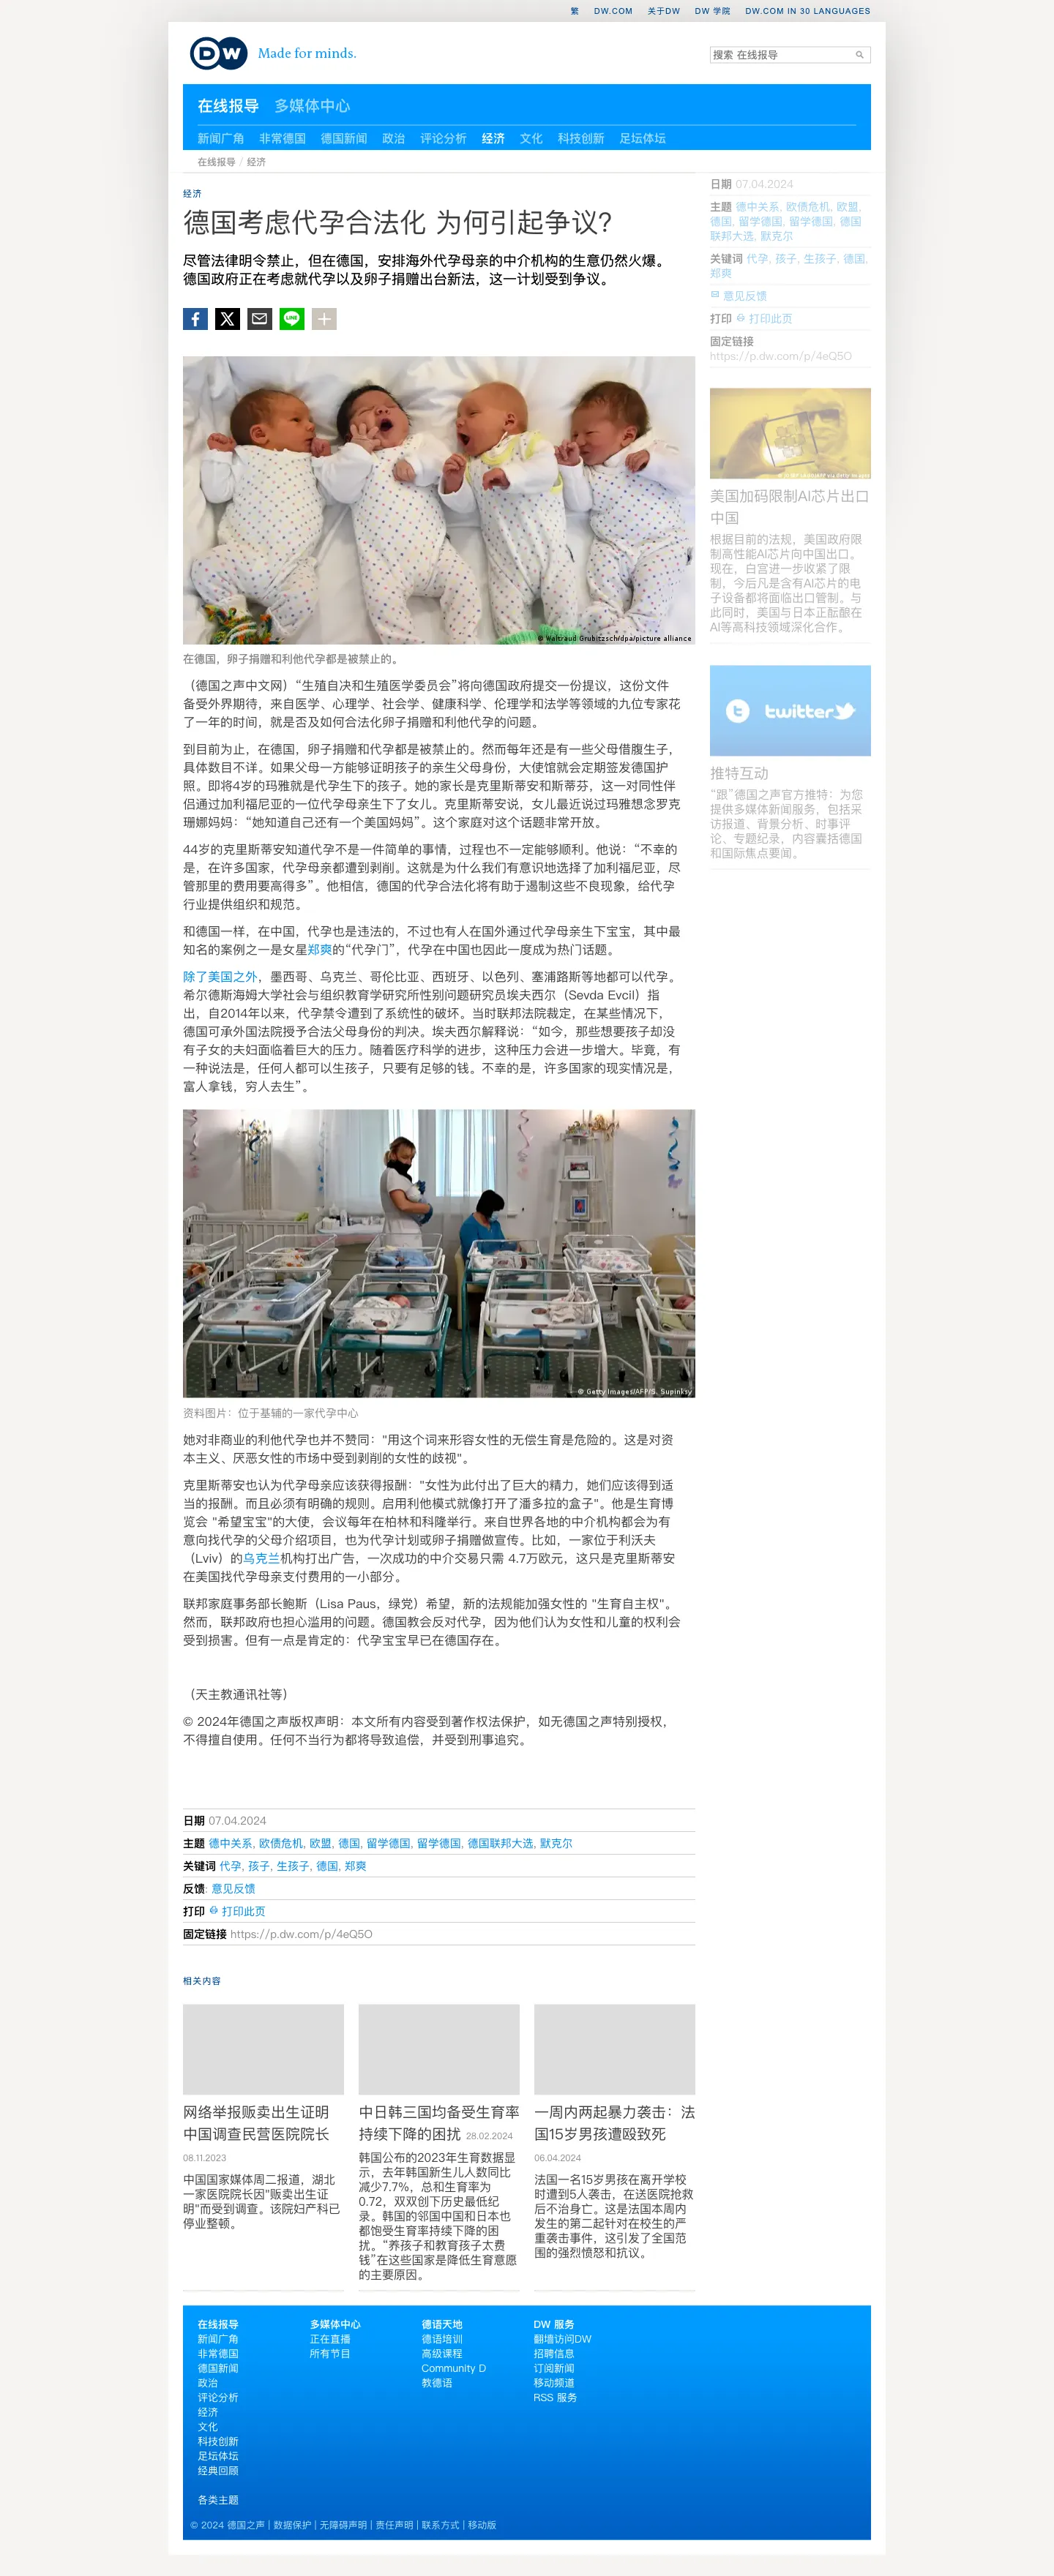 繁 DW.COM 关于DW DW 学院 DW.COM IN 30 LANGUAGES
DW Made for minds.
搜索 在线报导
在线报导 多媒体中心
新闻广角 非常德国 德国新闻 政治 评论分析 经济 文化 科技创新 足坛体坛
在线报导 / 经济
经济
德国考虑代孕合法化 为何引起争议?
尽管法律明令禁止，但在德国，安排海外代孕母亲的中介机构的生意仍然火爆。
德国政府正在考虑就代孕以及卵子捐赠出台新法，这一计划受到争议。
LINE
© Waltraud Grubitzsch/dpa/picture alliance
在德国，卵子捐赠和利他代孕都是被禁止的。
（德国之声中文网）“生殖自决和生殖医学委员会”将向德国政府提交一份提议，这份文件
备受外界期待，来自医学、心理学、社会学、健康科学、伦理学和法学等领域的九位专家花
了一年的时间，就是否及如何合法化卵子捐赠和利他代孕的问题。
到目前为止，在德国，卵子捐赠和代孕都是被禁止的。然而每年还是有一些父母借腹生子，
具体数目不详。如果父母一方能够证明孩子的亲生父母身份，大使馆就会定期签发德国护
照。即将4岁的玛雅就是代孕生下的孩子。她的家长是克里斯蒂安和斯蒂芬，这一对同性伴
侣通过加利福尼亚的一位代孕母亲生下了女儿。克里斯蒂安说，女儿最近说过玛雅想念罗克
珊娜妈妈：“她知道自己还有一个美国妈妈”。这个家庭对这个话题非常开放。
44岁的克里斯蒂安知道代孕不是一件简单的事情，过程也不一定能够顺利。他说：“不幸的
是，在许多国家，代孕母亲都遭到剥削。这就是为什么我们有意识地选择了加利福尼亚，尽
管那里的费用要高得多”。他相信，德国的代孕合法化将有助于遏制这些不良现象，给代孕
行业提供组织和规范。
和德国一样，在中国，代孕也是违法的，不过也有人在国外通过代孕母亲生下宝宝，其中最
知名的案例之一是女星郑爽的“代孕门”，代孕在中国也因此一度成为热门话题。
除了美国之外，墨西哥、乌克兰、哥伦比亚、西班牙、以色列、塞浦路斯等地都可以代孕。
希尔德斯海姆大学社会与组织教育学研究所性别问题研究员埃夫西尔（Sevda Evcil）指
出，自2014年以来，代孕禁令遭到了系统性的破坏。当时联邦法院裁定，在某些情况下，
德国可承认外国法院授予合法父母身份的判决。埃夫西尔解释说：“如今，那些想要孩子却没
有子女的夫妇面临着巨大的压力。随着医疗科学的进步，这种压力会进一步增大。毕竟，有
一种说法是，任何人都可以生孩子，只要有足够的钱。不幸的是，许多国家的现实情况是，
富人拿钱，穷人去生”。
© Getty Images/AFP/S. Supinksy
资料图片：位于基辅的一家代孕中心
她对非商业的利他代孕也并不赞同："用这个词来形容女性的无偿生育是危险的。这是对资
本主义、厌恶女性的市场中受到剥削的女性的歧视"。
克里斯蒂安也认为代孕母亲应该获得报酬："女性为此付出了巨大的精力，她们应该得到适
当的报酬。而且必须有明确的规则。启用利他模式就像打开了潘多拉的盒子"。他是生育博
览会 "希望宝宝"的大使，会议每年在柏林和科隆举行。来自世界各地的中介机构都会为有
意向找代孕的父母介绍项目，也为代孕计划或卵子捐赠做宣传。比如，一家位于利沃夫
（Lviv）的乌克兰机构打出广告，一次成功的中介交易只需 4.7万欧元，这只是克里斯蒂安
在美国找代孕母亲支付费用的一小部分。
联邦家庭事务部长鲍斯（Lisa Paus，绿党）希望，新的法规能加强女性的 "生育自主权"。
然而，联邦政府也担心滥用的问题。德国教会反对代孕，因为他们认为女性和儿童的权利会
受到损害。但有一点是肯定的：代孕宝宝早已在德国存在。
（天主教通讯社等）
© 2024年德国之声版权声明：本文所有内容受到著作权法保护，如无德国之声特别授权，
不得擅自使用。任何不当行为都将导致追偿，并受到刑事追究。
日期 07.04.2024
主题 德中关系, 欧债危机, 欧盟, 德国, 留学德国, 留学德国, 德国联邦大选, 默克尔
关键词 代孕, 孩子, 生孩子, 德国, 郑爽
反馈: 意见反馈
打印 打印此页
固定链接 https://p.dw.com/p/4eQ5O
日期 07.04.2024
主题 德中关系, 欧债危机, 欧盟,
德国, 留学德国, 留学德国, 德国
联邦大选, 默克尔
关键词 代孕, 孩子, 生孩子, 德国,
郑爽
意见反馈
打印 打印此页
固定链接
https://p.dw.com/p/4eQ5O
美国加码限制AI芯片出口
中国
根据目前的法规，美国政府限
制高性能AI芯片向中国出口。
现在，白宫进一步收紧了限
制，今后凡是含有AI芯片的电
子设备都将面临出口管制。与
此同时，美国与日本正酝酿在
AI等高科技领域深化合作。
twitter
推特互动
“跟”德国之声官方推特：为您
提供多媒体新闻服务，包括采
访报道、背景分析、时事评
论、专题纪录，内容囊括德国
和国际焦点要闻。
相关内容
网络举报贩卖出生证明
中国调查民营医院院长
08.11.2023
中国国家媒体周二报道，湖北
一家医院院长因"贩卖出生证
明"而受到调查。该院妇产科已
停业整顿。
中日韩三国均备受生育率
持续下降的困扰 28.02.2024
韩国公布的2023年生育数据显
示，去年韩国新生儿人数同比
减少7.7%，总和生育率为
0.72，双双创下历史最低纪
录。韩国的邻国中国和日本也
都饱受生育率持续下降的困
扰。“养孩子和教育孩子太费
钱”在这些国家是降低生育意愿
的主要原因。
一周内两起暴力袭击：法
国15岁男孩遭殴致死
06.04.2024
法国一名15岁男孩在离开学校
时遭到5人袭击，在送医院抢救
后不治身亡。这是法国本周内
发生的第二起针对在校生的严
重袭击事件，这引发了全国范
围的强烈愤怒和抗议。
在线报导
新闻广角
非常德国
德国新闻
政治
评论分析
经济
文化
科技创新
足坛体坛
经典回顾
各类主题
多媒体中心
正在直播
所有节目
德语天地
德语培训
高级课程
Community D
教德语
DW 服务
翻墙访问DW
招聘信息
订阅新闻
移动频道
RSS 服务
© 2024 德国之声 | 数据保护 | 无障碍声明 | 责任声明 | 联系方式 | 移动版